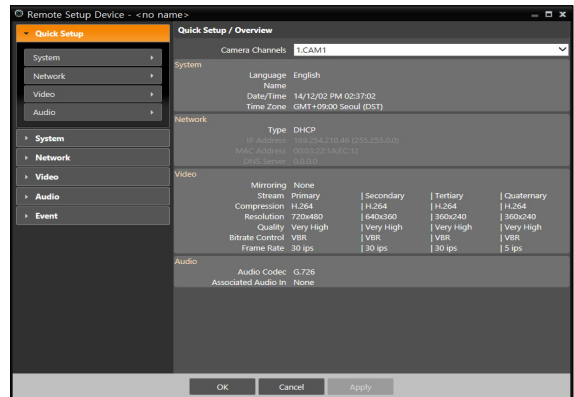 Remote Setup Device - <no name>
Quick Setup
System
Network
Video
Audio
System
Network
Video
Audio
Event
Quick Setup / Overview
Camera Channels 1.CAM1
System
Language English
Name
Date/Time 14/12/02 PM 02:37:02
Time Zone GMT+09:00 Seoul (DST)
Network
Type DHCP
IP Address 169.254.210.46 (255.255.0.0)
MAC Address 00:03:22:1A:EC:12
DNS Server 0.0.0.0
Video
Mirroring None
Stream Primary | Secondary | Tertiary | Quaternary
Compression H.264 | H.264 | H.264 | H.264
Resolution 720x480 | 640x360 | 360x240 | 360x240
Quality Very High | Very High | Very High | Very High
Bitrate Control VBR | VBR | VBR | VBR
Frame Rate 30 ips | 30 ips | 30 ips | 5 ips
Audio
Audio Codec G.726
Associated Audio In None
OK Cancel Apply